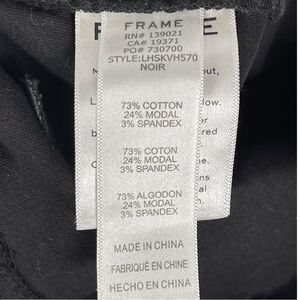 FRAME
RN# 139021
CA# 19371
PO# 730700
STYLE:LHSKVH570
NOIR
73% COTTON
24% MODAL
3% SPANDEX
73% COTON
24% MODAL
3% SPANDEX
73% ALGODON
24% MODAL
3% SPANDEX
MADE IN CHINA
FABRIQUÉ EN CHINE
HECHO EN CHINA